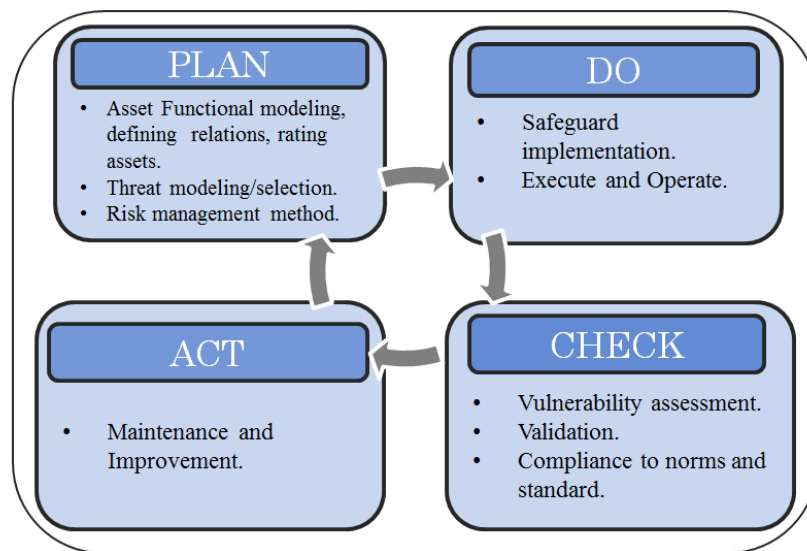 PLAN
• Asset Functional modeling,
defining relations, rating
assets.
• Threat modeling/selection.
• Risk management method.
DO
• Safeguard
implementation.
• Execute and Operate.
ACT
• Maintenance and
Improvement.
CHECK
• Vulnerability assessment.
• Validation.
• Compliance to norms and
standard.